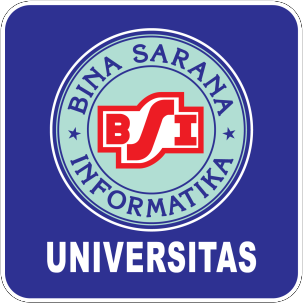 BINA SARANA
BSI
INFORMATIKA
UNIVERSITAS